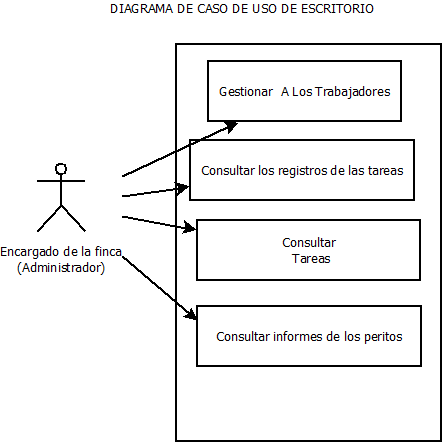 DIAGRAMA DE CASO DE USO DE ESCRITORIO
Gestionar A Los Trabajadores
Consultar los registros de las tareas
Consultar
Tareas
Encargado de la finca
(Administrador)
Consultar informes de los peritos